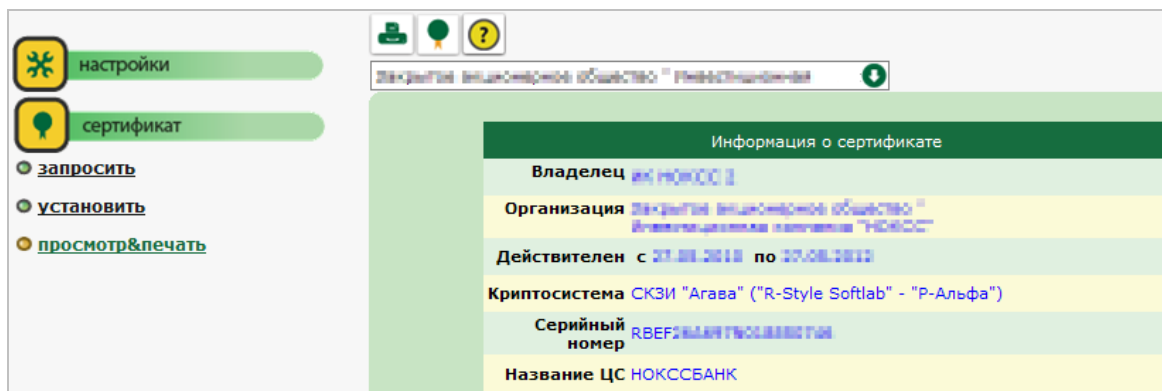 ?
настройки
сертификат
запросить
установить
просмотр&печать
Информация о сертификате
Владелец
Организация
Действителен с по
Криптосистема СКЗИ "Агава" ("R-Style Softlab" - "Р-Альфа")
Серийный
номер
Название ЦС НОКССБАНК